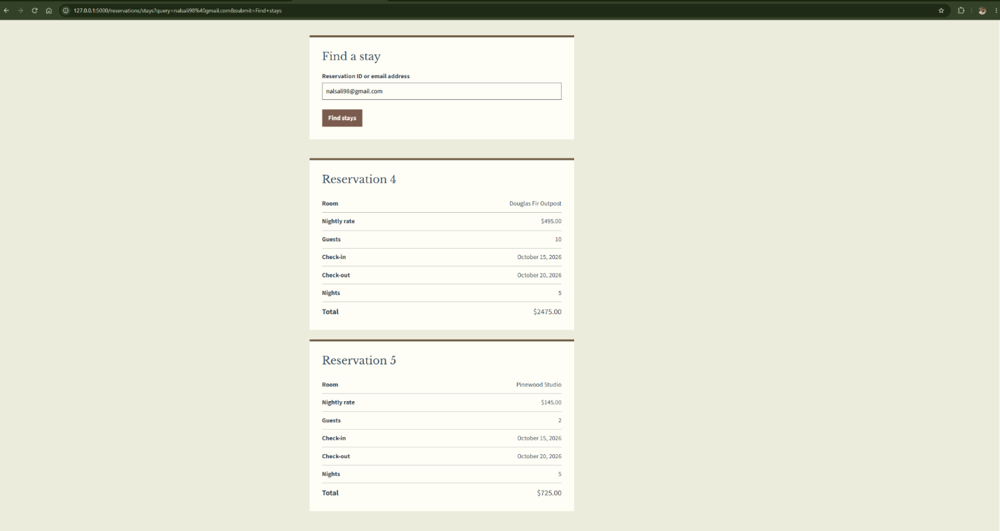 127.0.0.1:5000/reservations/stays?query=nalsali98%40gmail.com&submit=Find+stays
Find a stay
Reservation ID or email address
nalsali98@gmail.com
Find stays
Reservation 4
Room Douglas Fir Outpost
Nightly rate $495.00
Guests 10
Check-in October 15, 2026
Check-out October 20, 2026
Nights 5
Total $2475.00
Reservation 5
Room Pinewood Studio
Nightly rate $145.00
Guests 2
Check-in October 15, 2026
Check-out October 20, 2026
Nights 5
Total $725.00